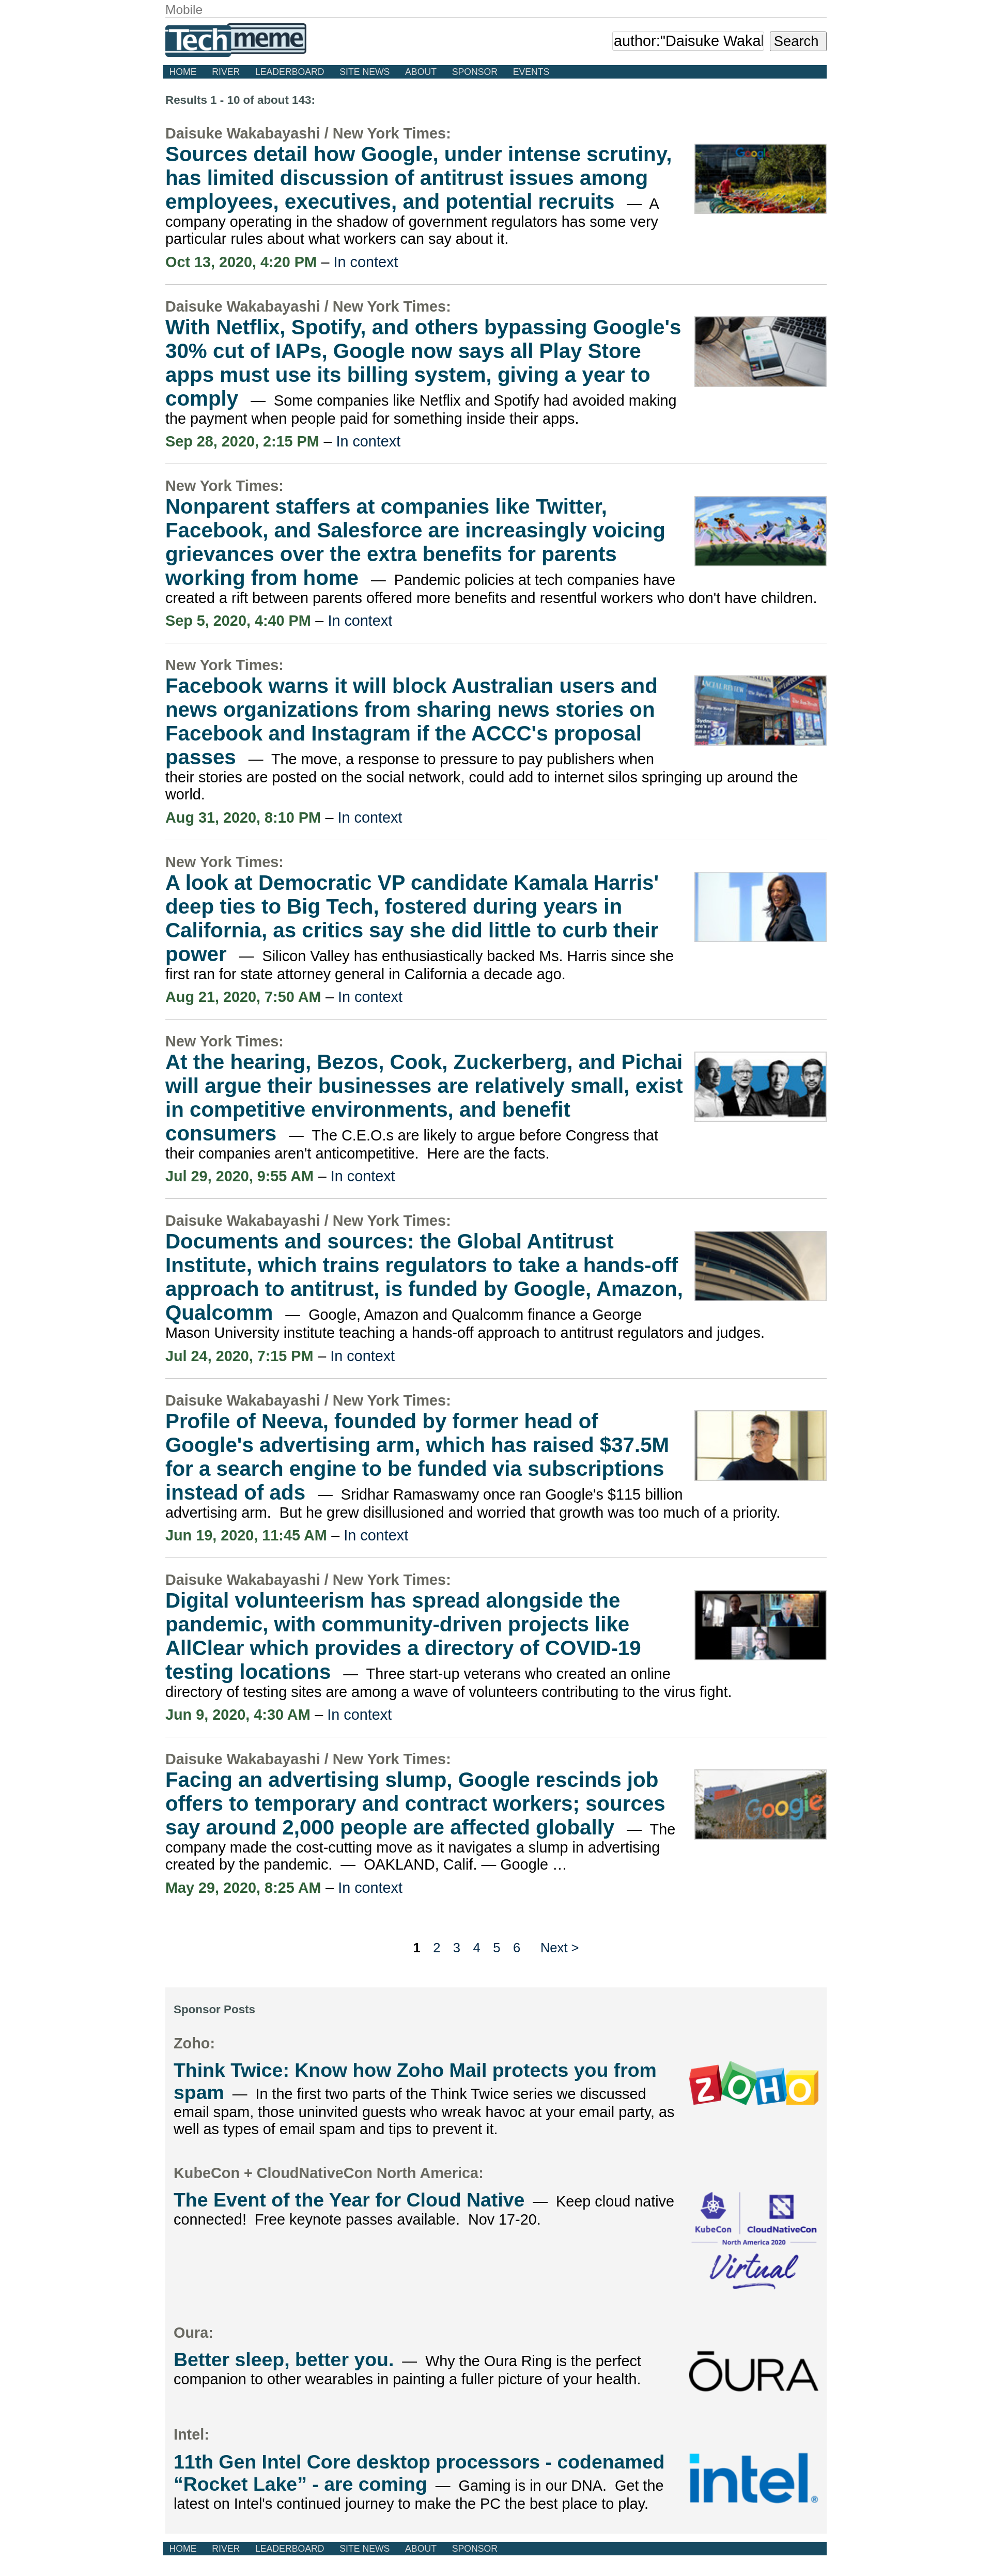 Mobile
Techmeme
author:"Daisuke Wakal
Search
HOME RIVER LEADERBOARD SITE NEWS ABOUT SPONSOR EVENTS
Results 1 - 10 of about 143:
Daisuke Wakabayashi / New York Times:
Sources detail how Google, under intense scrutiny,
has limited discussion of antitrust issues among
employees, executives, and potential recruits — A
company operating in the shadow of government regulators has some very
particular rules about what workers can say about it.
Oct 13, 2020, 4:20 PM – In context
Daisuke Wakabayashi / New York Times:
With Netflix, Spotify, and others bypassing Google's
30% cut of IAPs, Google now says all Play Store
apps must use its billing system, giving a year to
comply — Some companies like Netflix and Spotify had avoided making
the payment when people paid for something inside their apps.
Sep 28, 2020, 2:15 PM – In context
New York Times:
Nonparent staffers at companies like Twitter,
Facebook, and Salesforce are increasingly voicing
grievances over the extra benefits for parents
working from home — Pandemic policies at tech companies have
created a rift between parents offered more benefits and resentful workers who don't have children.
Sep 5, 2020, 4:40 PM – In context
New York Times:
Facebook warns it will block Australian users and
news organizations from sharing news stories on
Facebook and Instagram if the ACCC's proposal
passes — The move, a response to pressure to pay publishers when
their stories are posted on the social network, could add to internet silos springing up around the
world.
Aug 31, 2020, 8:10 PM – In context
New York Times:
A look at Democratic VP candidate Kamala Harris'
deep ties to Big Tech, fostered during years in
California, as critics say she did little to curb their
power — Silicon Valley has enthusiastically backed Ms. Harris since she
first ran for state attorney general in California a decade ago.
Aug 21, 2020, 7:50 AM – In context
New York Times:
At the hearing, Bezos, Cook, Zuckerberg, and Pichai
will argue their businesses are relatively small, exist
in competitive environments, and benefit
consumers — The C.E.O.s are likely to argue before Congress that
their companies aren't anticompetitive. Here are the facts.
Jul 29, 2020, 9:55 AM – In context
Daisuke Wakabayashi / New York Times:
Documents and sources: the Global Antitrust
Institute, which trains regulators to take a hands-off
approach to antitrust, is funded by Google, Amazon,
Qualcomm — Google, Amazon and Qualcomm finance a George
Mason University institute teaching a hands-off approach to antitrust regulators and judges.
Jul 24, 2020, 7:15 PM – In context
Daisuke Wakabayashi / New York Times:
Profile of Neeva, founded by former head of
Google's advertising arm, which has raised $37.5M
for a search engine to be funded via subscriptions
instead of ads — Sridhar Ramaswamy once ran Google's $115 billion
advertising arm. But he grew disillusioned and worried that growth was too much of a priority.
Jun 19, 2020, 11:45 AM – In context
Daisuke Wakabayashi / New York Times:
Digital volunteerism has spread alongside the
pandemic, with community-driven projects like
AllClear which provides a directory of COVID-19
testing locations — Three start-up veterans who created an online
directory of testing sites are among a wave of volunteers contributing to the virus fight.
Jun 9, 2020, 4:30 AM – In context
Daisuke Wakabayashi / New York Times:
Facing an advertising slump, Google rescinds job
offers to temporary and contract workers; sources
say around 2,000 people are affected globally — The
company made the cost-cutting move as it navigates a slump in advertising
created by the pandemic. — OAKLAND, Calif. — Google …
Google
May 29, 2020, 8:25 AM – In context
1 2 3 4 5 6 Next >
Sponsor Posts
Zoho:
Think Twice: Know how Zoho Mail protects you from
spam — In the first two parts of the Think Twice series we discussed
email spam, those uninvited guests who wreak havoc at your email party, as
well as types of email spam and tips to prevent it.
ZOHO
KubeCon + CloudNativeCon North America:
The Event of the Year for Cloud Native — Keep cloud native
connected! Free keynote passes available. Nov 17-20.
KubeCon CloudNativeCon
North America 2020
Virtual
Oura:
Better sleep, better you. — Why the Oura Ring is the perfect
companion to other wearables in painting a fuller picture of your health.
ŌURA
Intel:
11th Gen Intel Core desktop processors - codenamed
“Rocket Lake” - are coming — Gaming is in our DNA. Get the
latest on Intel's continued journey to make the PC the best place to play.
intel®
HOME RIVER LEADERBOARD SITE NEWS ABOUT SPONSOR